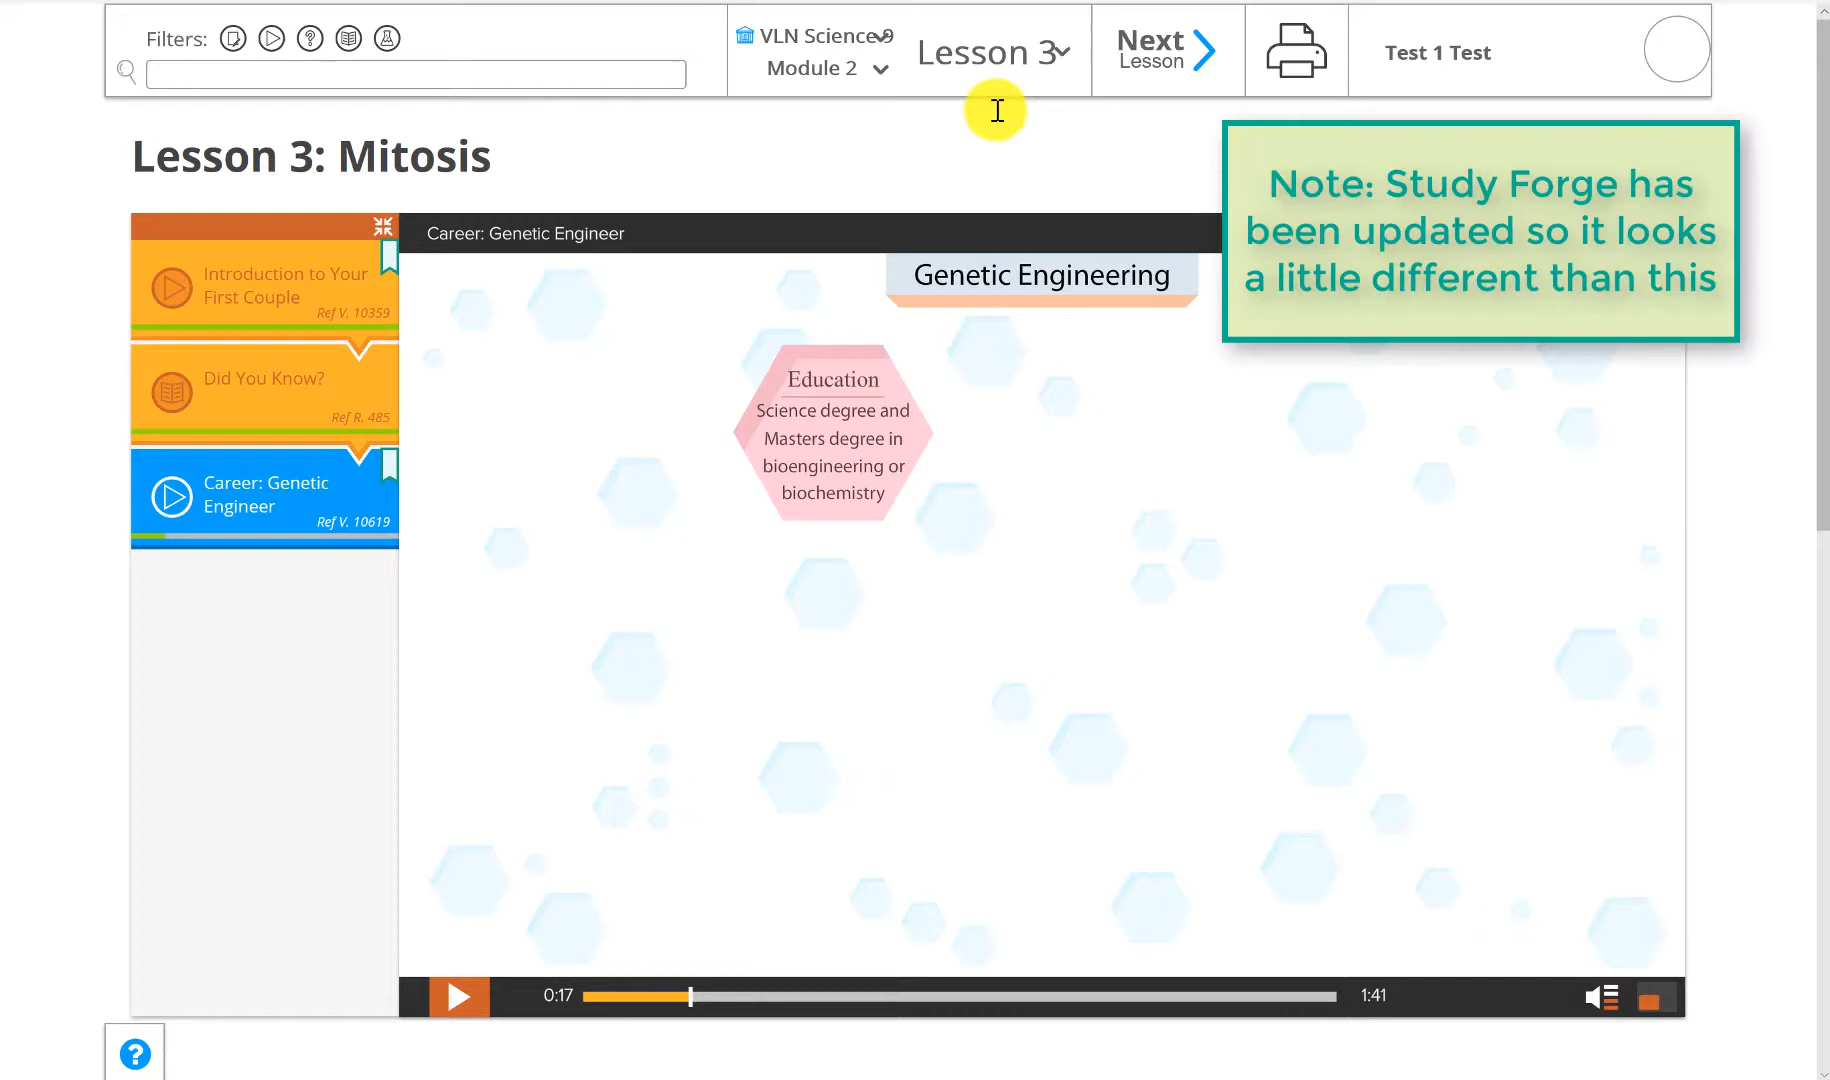 Filters:
VLN Science 9
Module 2
Lesson 3
Next
Lesson
Test 1 Test
Lesson 3: Mitosis
Note: Study Forge has
been updated so it looks
a little different than this
Introduction to Your
First Couple
Ref V. 10359
Did You Know?
Ref R. 485
Career: Genetic
Engineer
Ref V. 10619
Career: Genetic Engineer
Genetic Engineering
Education
Science degree and
Masters degree in
bioengineering or
biochemistry
0:17
1:41